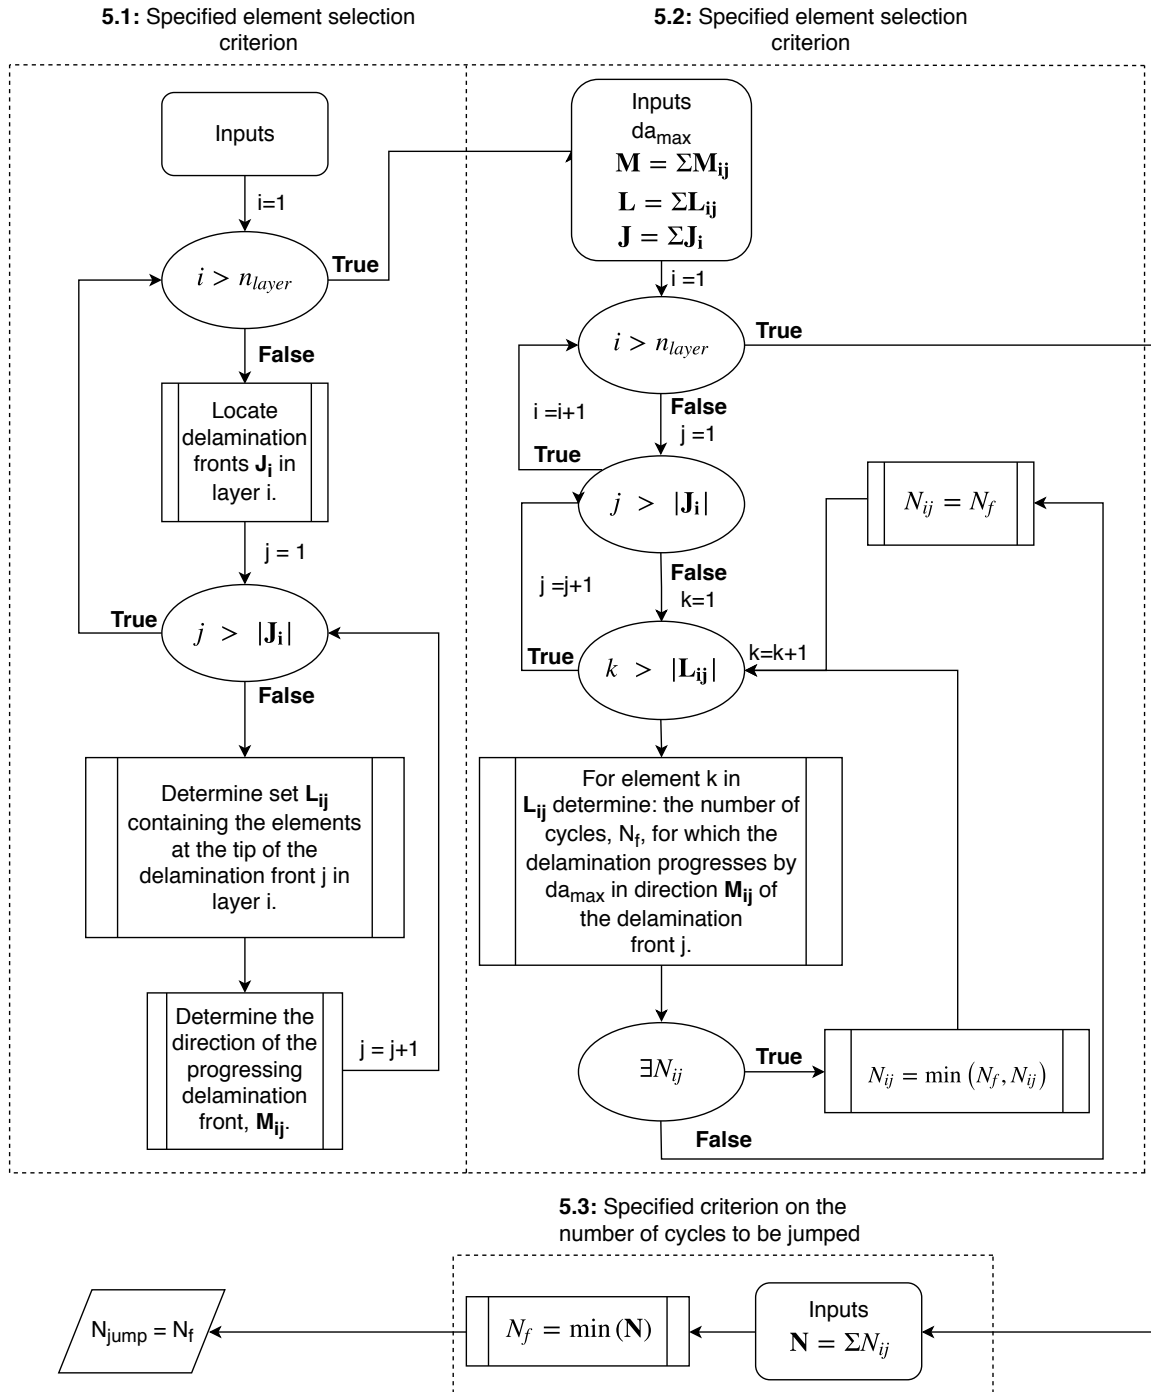 5.1: Specified element selection
criterion
Inputs
i=1
i > n_layer
True
False
Locate
delamination
fronts J_i in
layer i.
j = 1
j > |J_i|
True
False
Determine set L_ij
containing the elements
at the tip of the
delamination front j in
layer i.
Determine the
direction of the
progressing
delamination
front, M_ij.
j = j+1
5.2: Specified element selection
criterion
Inputs
da_max
M = ΣM_ij
L = ΣL_ij
J = ΣJ_i
i =1
i > n_layer
True
False
j =1
i =i+1
True
j > |J_i|
False
k=1
j =j+1
True
k > |L_ij|
k=k+1
N_ij = N_f
For element k in
L_ij determine: the number of
cycles, N_f, for which the
delamination progresses by
da_max in direction M_ij of
the delamination
front j.
∃N_ij
True
False
N_ij = min (N_f, N_ij)
5.3: Specified criterion on the
number of cycles to be jumped
Inputs
N = ΣN_ij
N_f = min (N)
N_jump = N_f